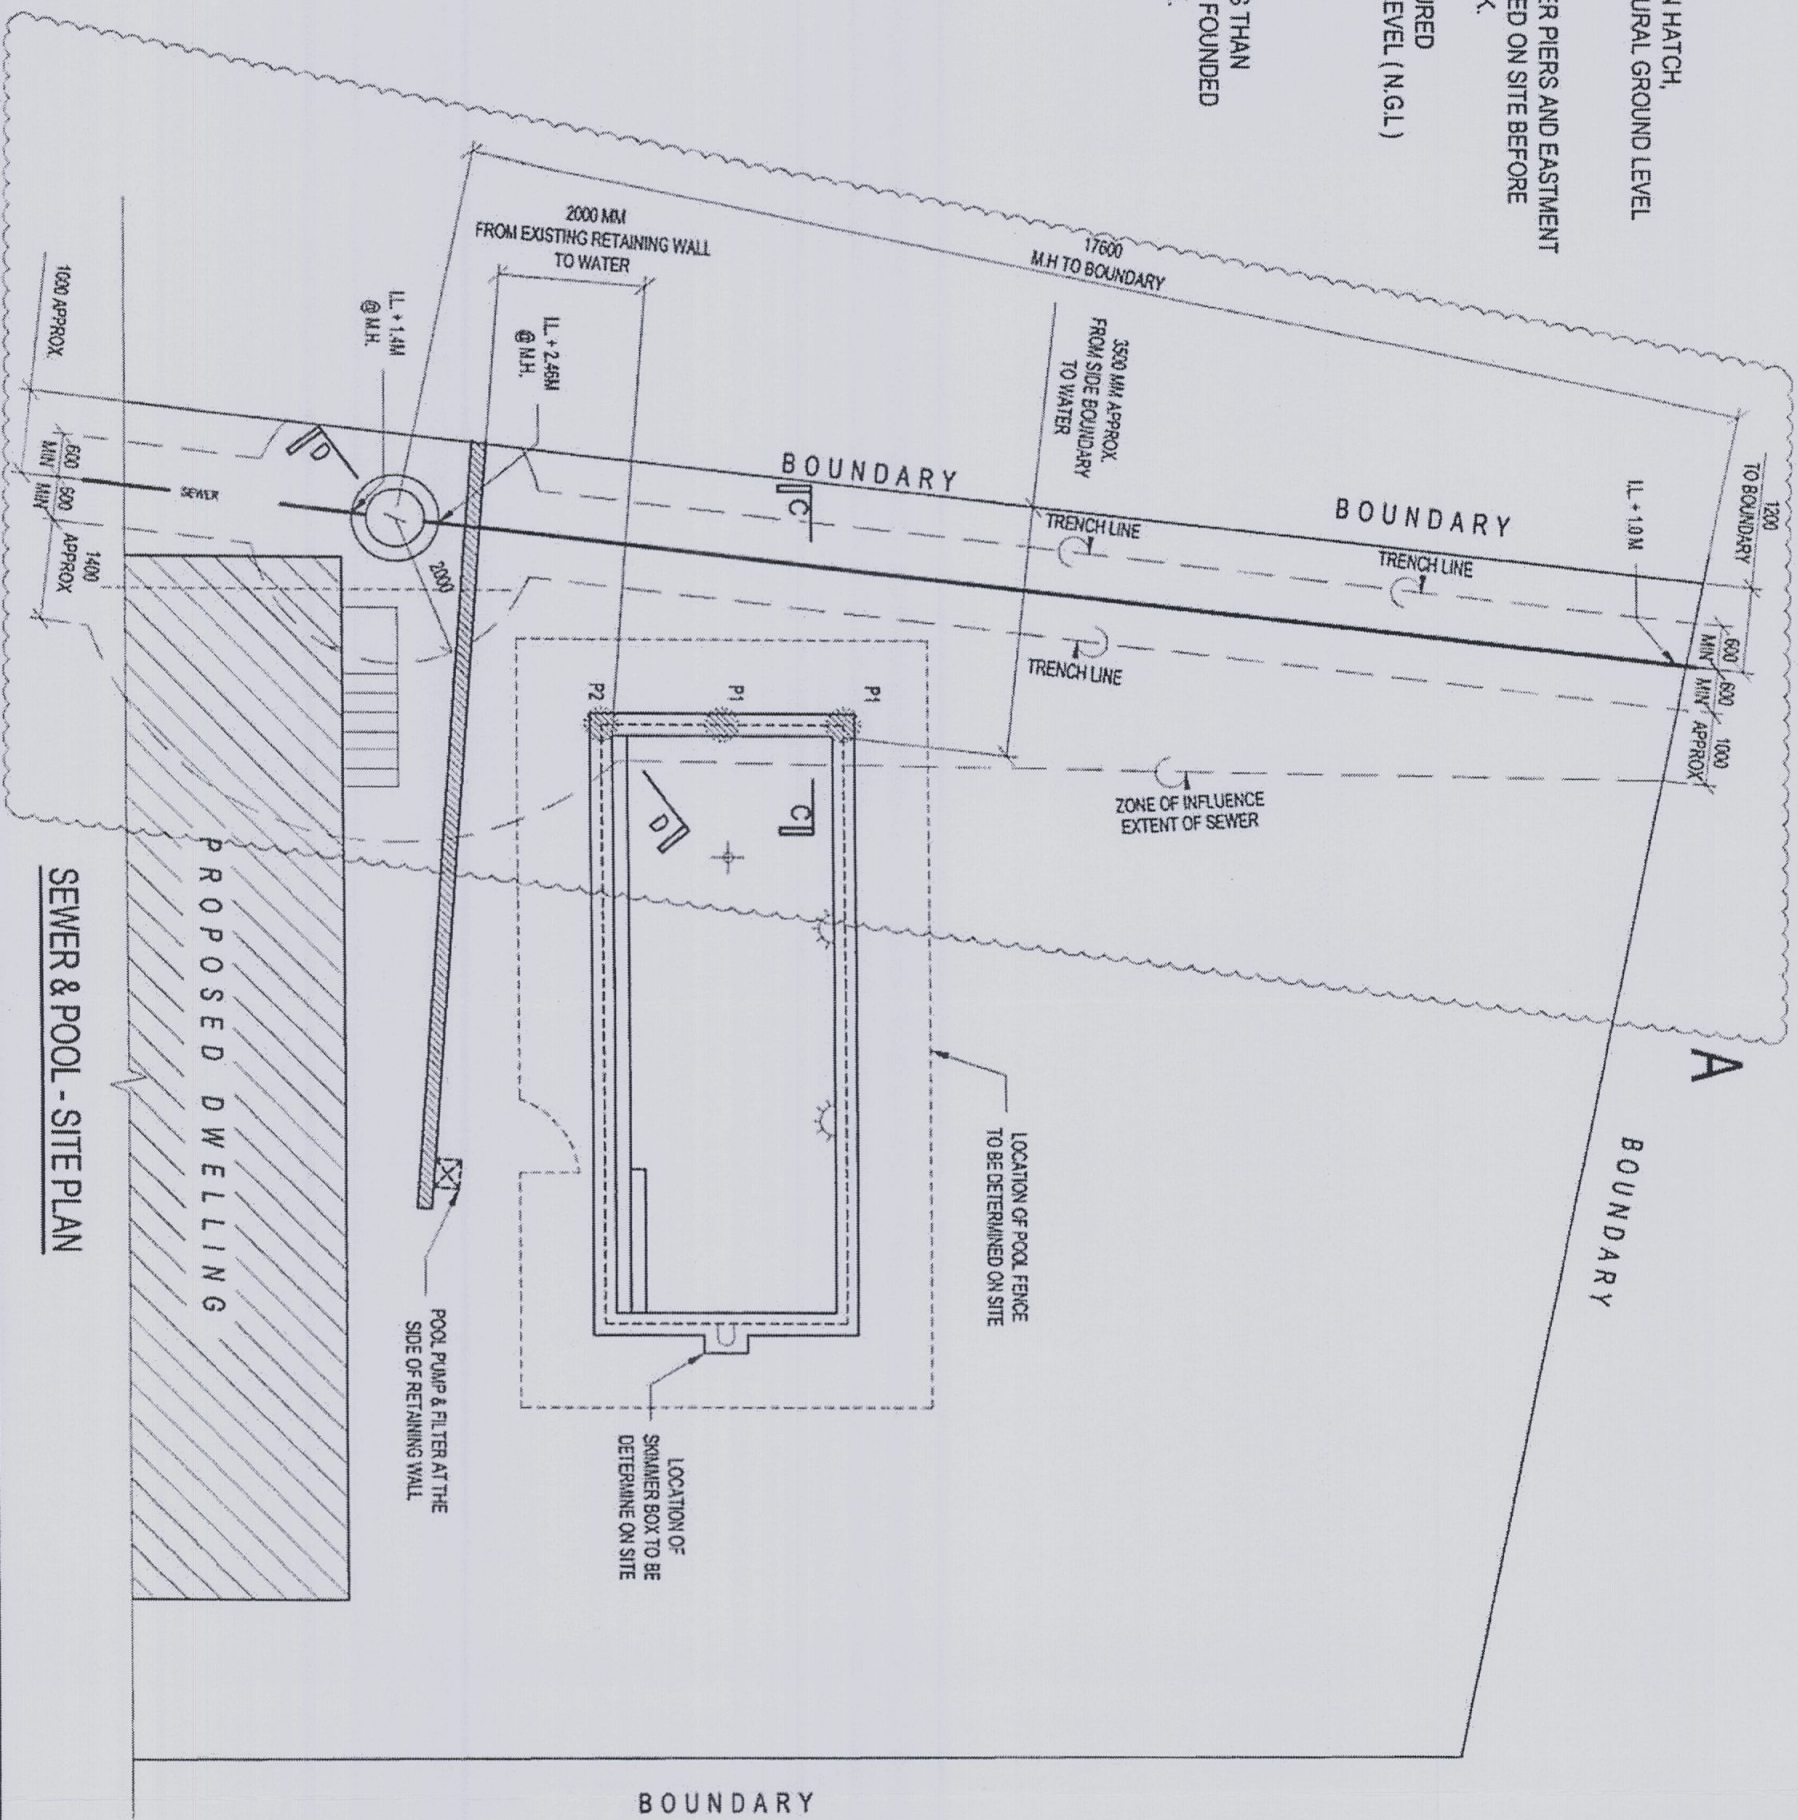 N HATCH,
URAL GROUND LEVEL
ER PIERS AND EASTMENT
ED ON SITE BEFORE
K.
URED
EVEL ( N.G.L )
S THAN
FOUNDED
2000 MM
FROM EXISTING RETAINING WALL
TO WATER
17600
M.H TO BOUNDARY
1200
TO BOUNDARY
3500 MM APPROX.
FROM SIDE BOUNDARY
TO WATER
I.L. + 1.0 M
I.L. + 2.46M
@ M.H.
I.L. + 1.4M
@ M.H.
1000 APPROX.
600
MIN
600
MIN
1400
APPROX
SEWER
D
2000
BOUNDARY
C
BOUNDARY
TRENCH LINE
TRENCH LINE
TRENCH LINE
600
MIN
600
MIN
1000
APPROX
P2
P1
P1
D
C
ZONE OF INFLUENCE
EXTENT OF SEWER
A
BOUNDARY
LOCATION OF POOL FENCE
TO BE DETERMINED ON SITE
POOL PUMP & FILTER AT THE
SIDE OF RETAINING WALL
LOCATION OF
SKIMMER BOX TO BE
DETERMINE ON SITE
PROPOSED DWELLING
SEWER & POOL - SITE PLAN
BOUNDARY